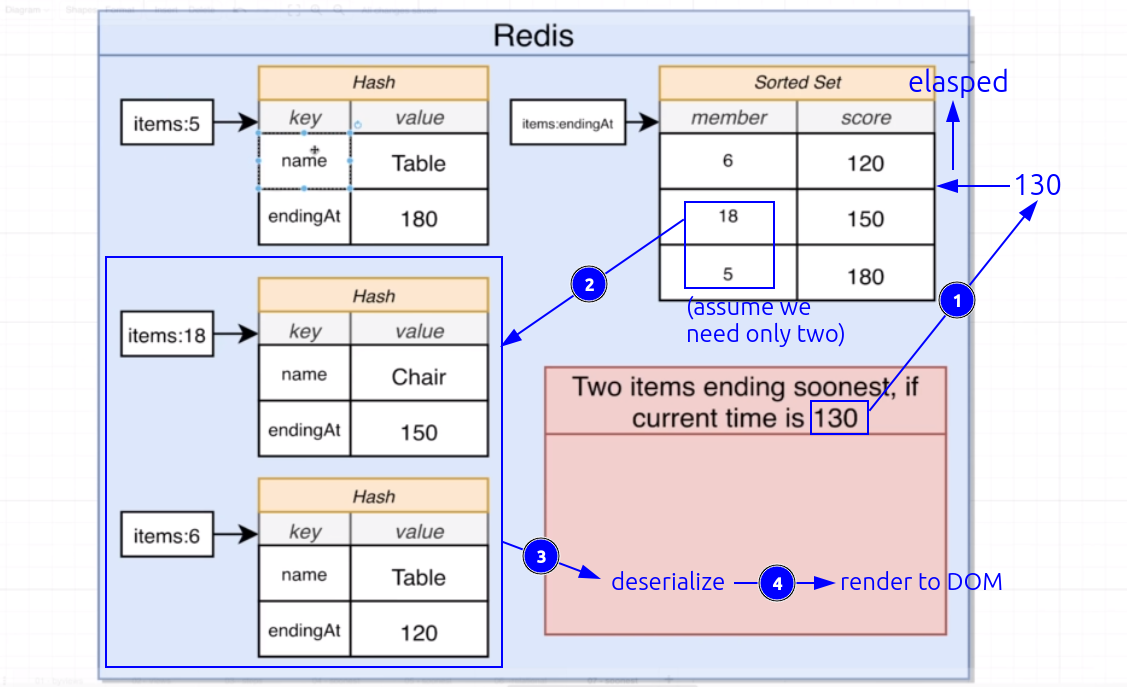 Redis
Hash
items:5
key value
name Table
endingAt 180
Hash
items:18
key value
name Chair
endingAt 150
Hash
items:6
key value
name Table
endingAt 120
Sorted Set
items:endingAt
member score
6 120
18 150
5 180
elasped
130
1
2
(assume we
need only two)
Two items ending soonest, if
current time is 130
3
deserialize
4
render to DOM